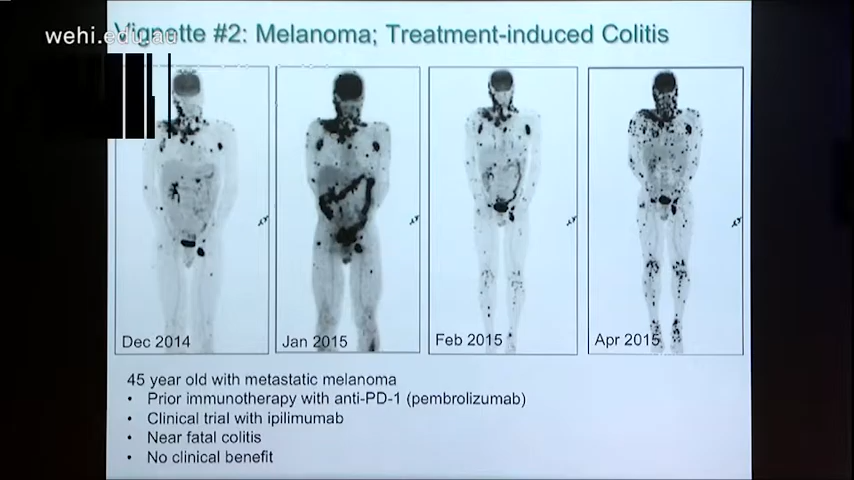 wehi.edu.au
Vignette #2: Melanoma; Treatment-induced Colitis
Dec 2014
Jan 2015
Feb 2015
Apr 2015
45 year old with metastatic melanoma
• Prior immunotherapy with anti-PD-1 (pembrolizumab)
• Clinical trial with ipilimumab
• Near fatal colitis
• No clinical benefit